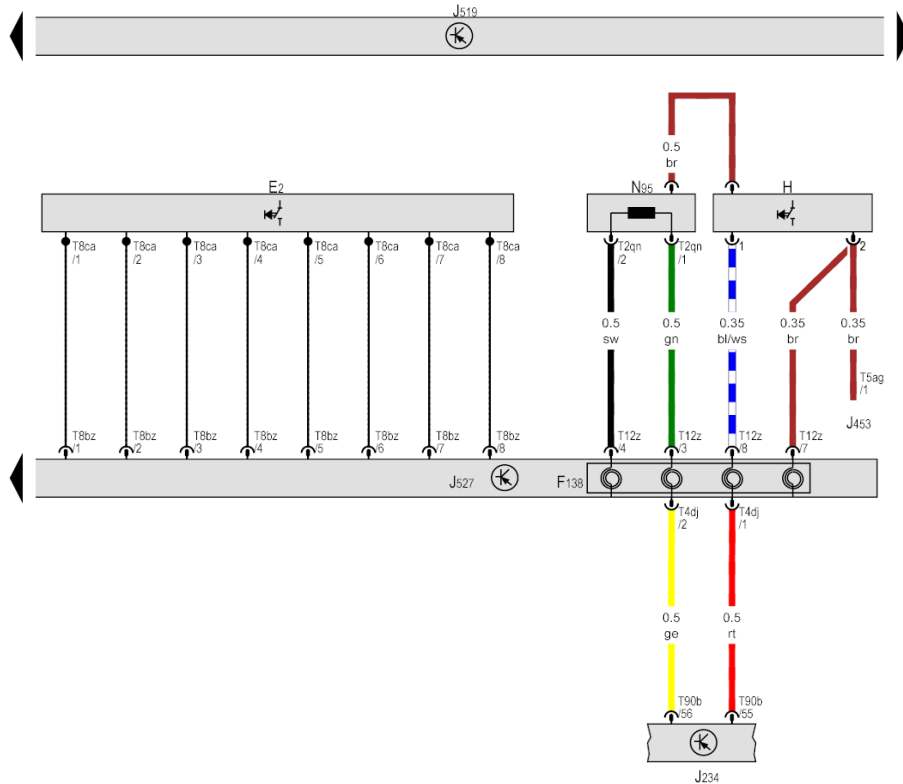 J519
0.5
br
E2
N95
H
T8ca
/1
T8ca
/2
T8ca
/3
T8ca
/4
T8ca
/5
T8ca
/6
T8ca
/7
T8ca
/8
T2qn
/2
T2qn
/1
1
2
0.5
sw
0.5
gn
0.35
bl/ws
0.35
br
0.35
br
T5ag
/1
J453
T8bz
/1
T8bz
/2
T8bz
/3
T8bz
/4
T8bz
/5
T8bz
/6
T8bz
/7
T8bz
/8
T12z
/4
T12z
/3
T12z
/8
T12z
/7
J527
F138
T4dj
/2
T4dj
/1
0.5
ge
0.5
rt
T90b
/56
T90b
/55
J234